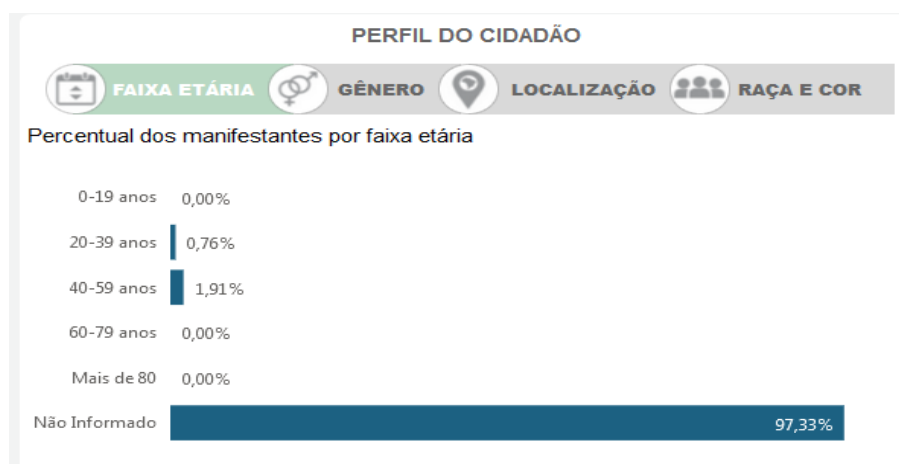 PERFIL DO CIDADÃO
FAIXA ETÁRIA GÊNERO LOCALIZAÇÃO RAÇA E COR
Percentual dos manifestantes por faixa etária
0-19 anos 0,00%
20-39 anos 0,76%
40-59 anos 1,91%
60-79 anos 0,00%
Mais de 80 0,00%
Não Informado 97,33%